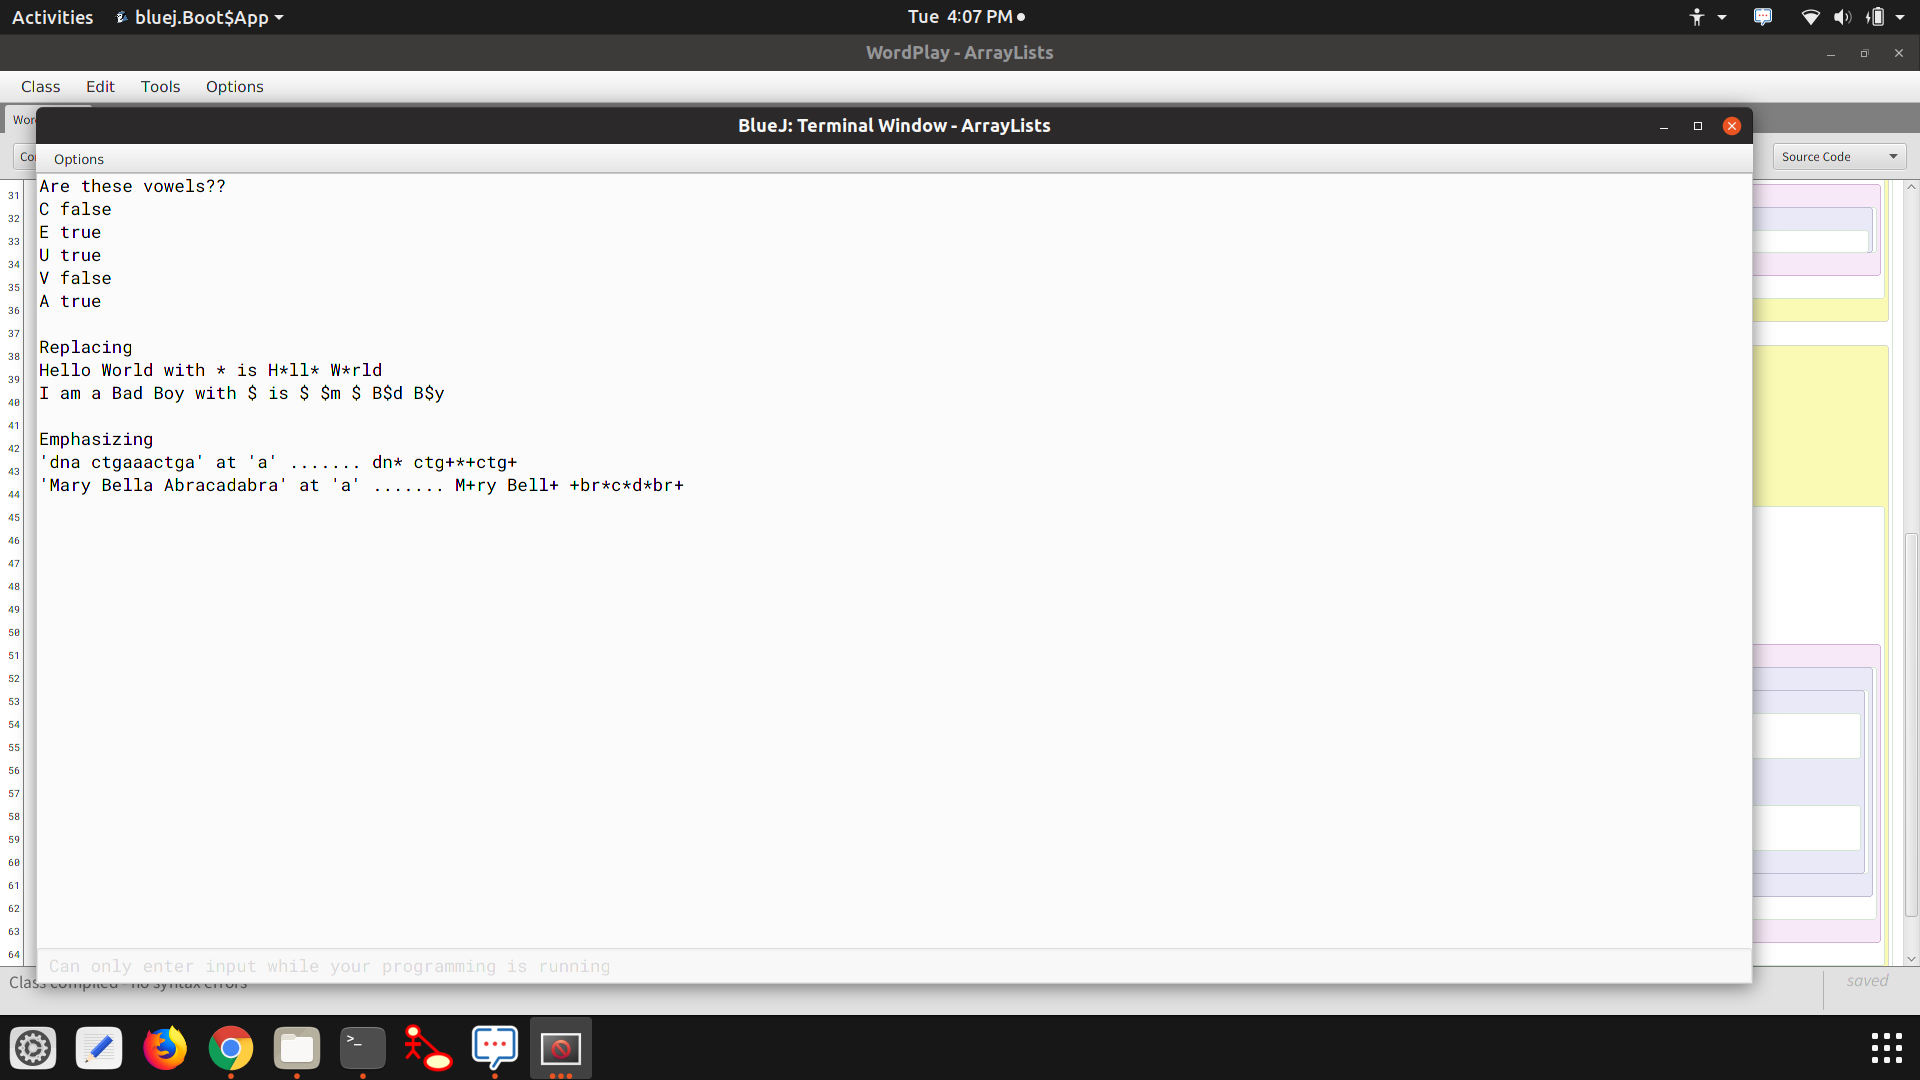 Activities bluej.Boot$App Tue 4:07 PM
WordPlay - ArrayLists
Class Edit Tools Options
Wor
BlueJ: Terminal Window - ArrayLists
Co
Options
Source Code
Are these vowels??
C false
E true
U true
V false
A true
Replacing
Hello World with * is H*ll* W*rld
I am a Bad Boy with $ is $ $m $ B$d B$y
Emphasizing
'dna ctgaaactga' at 'a' ....... dn* ctg+*+ctg+
'Mary Bella Abracadabra' at 'a' ....... M+ry Bell+ +br*c*d*br+
31
32
33
34
35
36
37
38
39
40
41
42
43
44
45
46
47
48
49
50
51
52
53
54
55
56
57
58
59
60
61
62
63
64
Can only enter input while your programming is running
Class compiled - no syntax errors
saved
>_